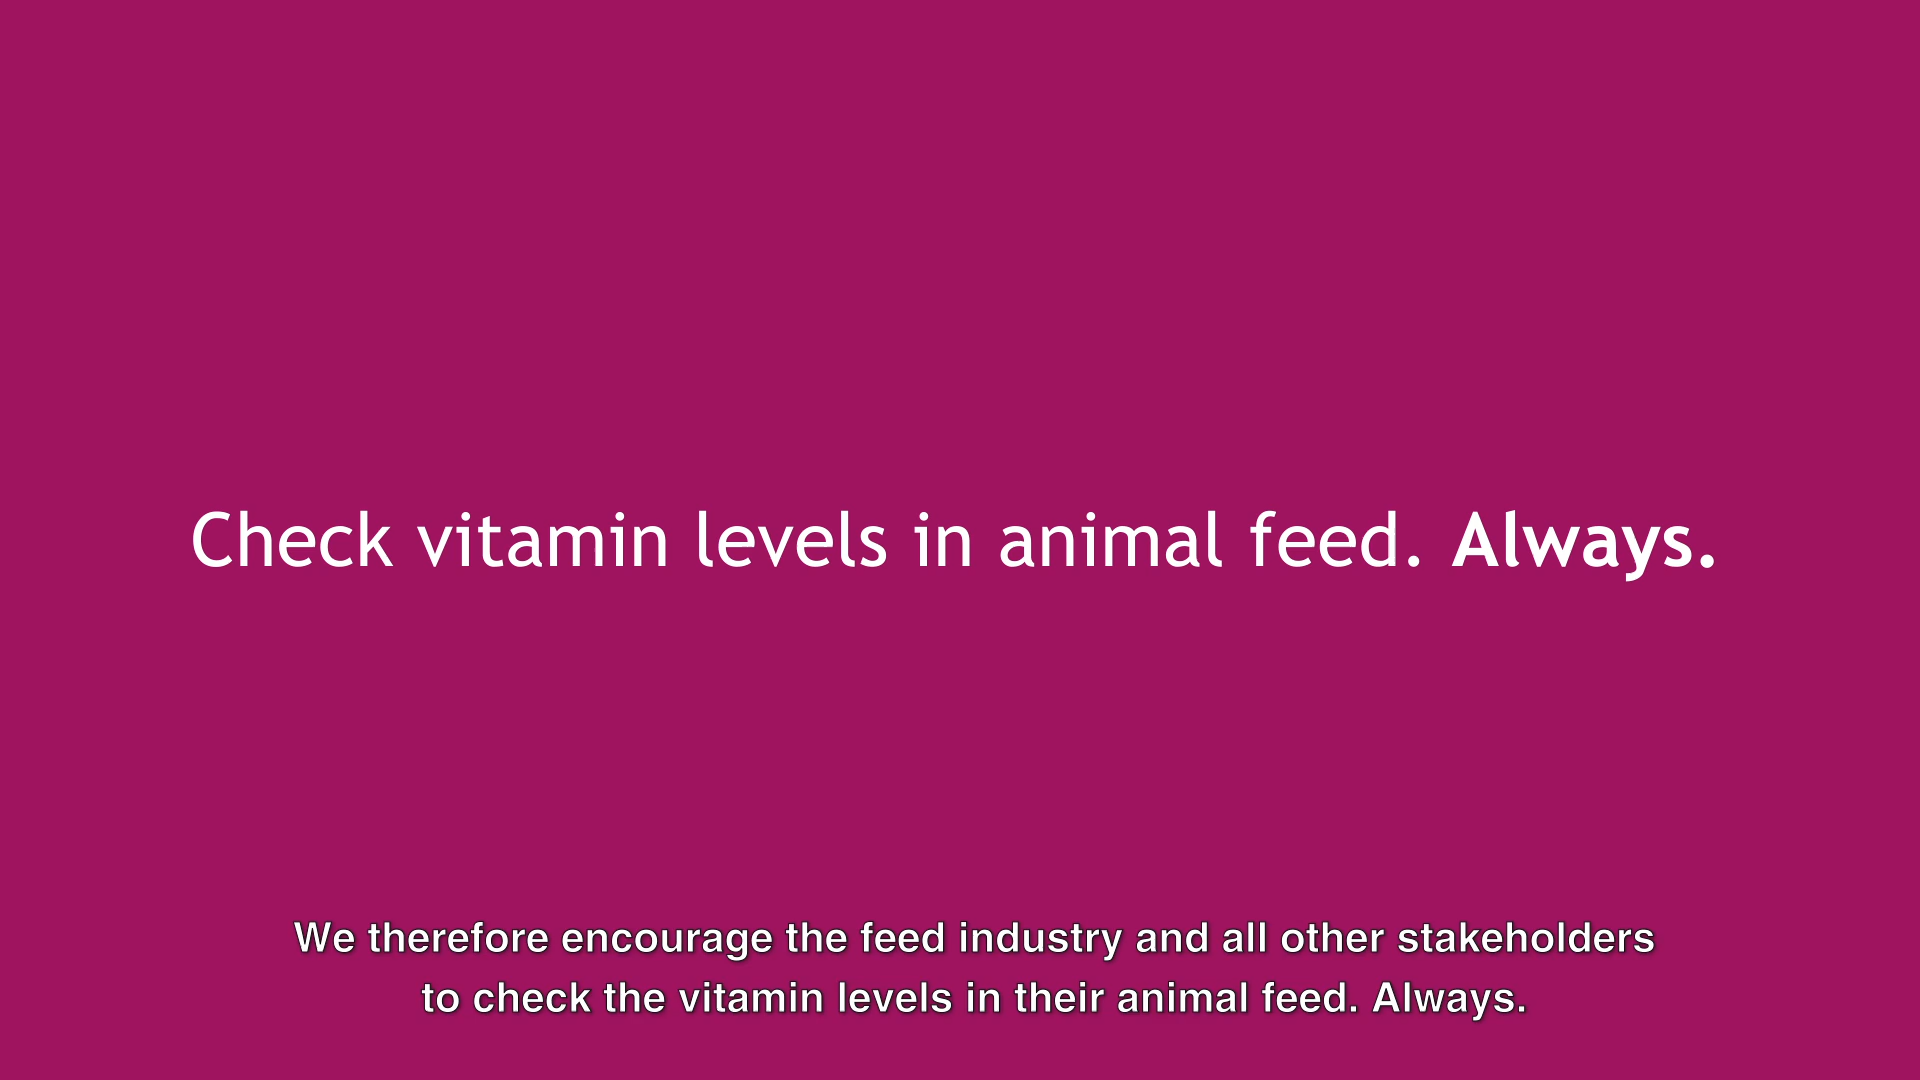 Check vitamin levels in animal feed. Always.
We therefore encourage the feed industry and all other stakeholders
to check the vitamin levels in their animal feed. Always.